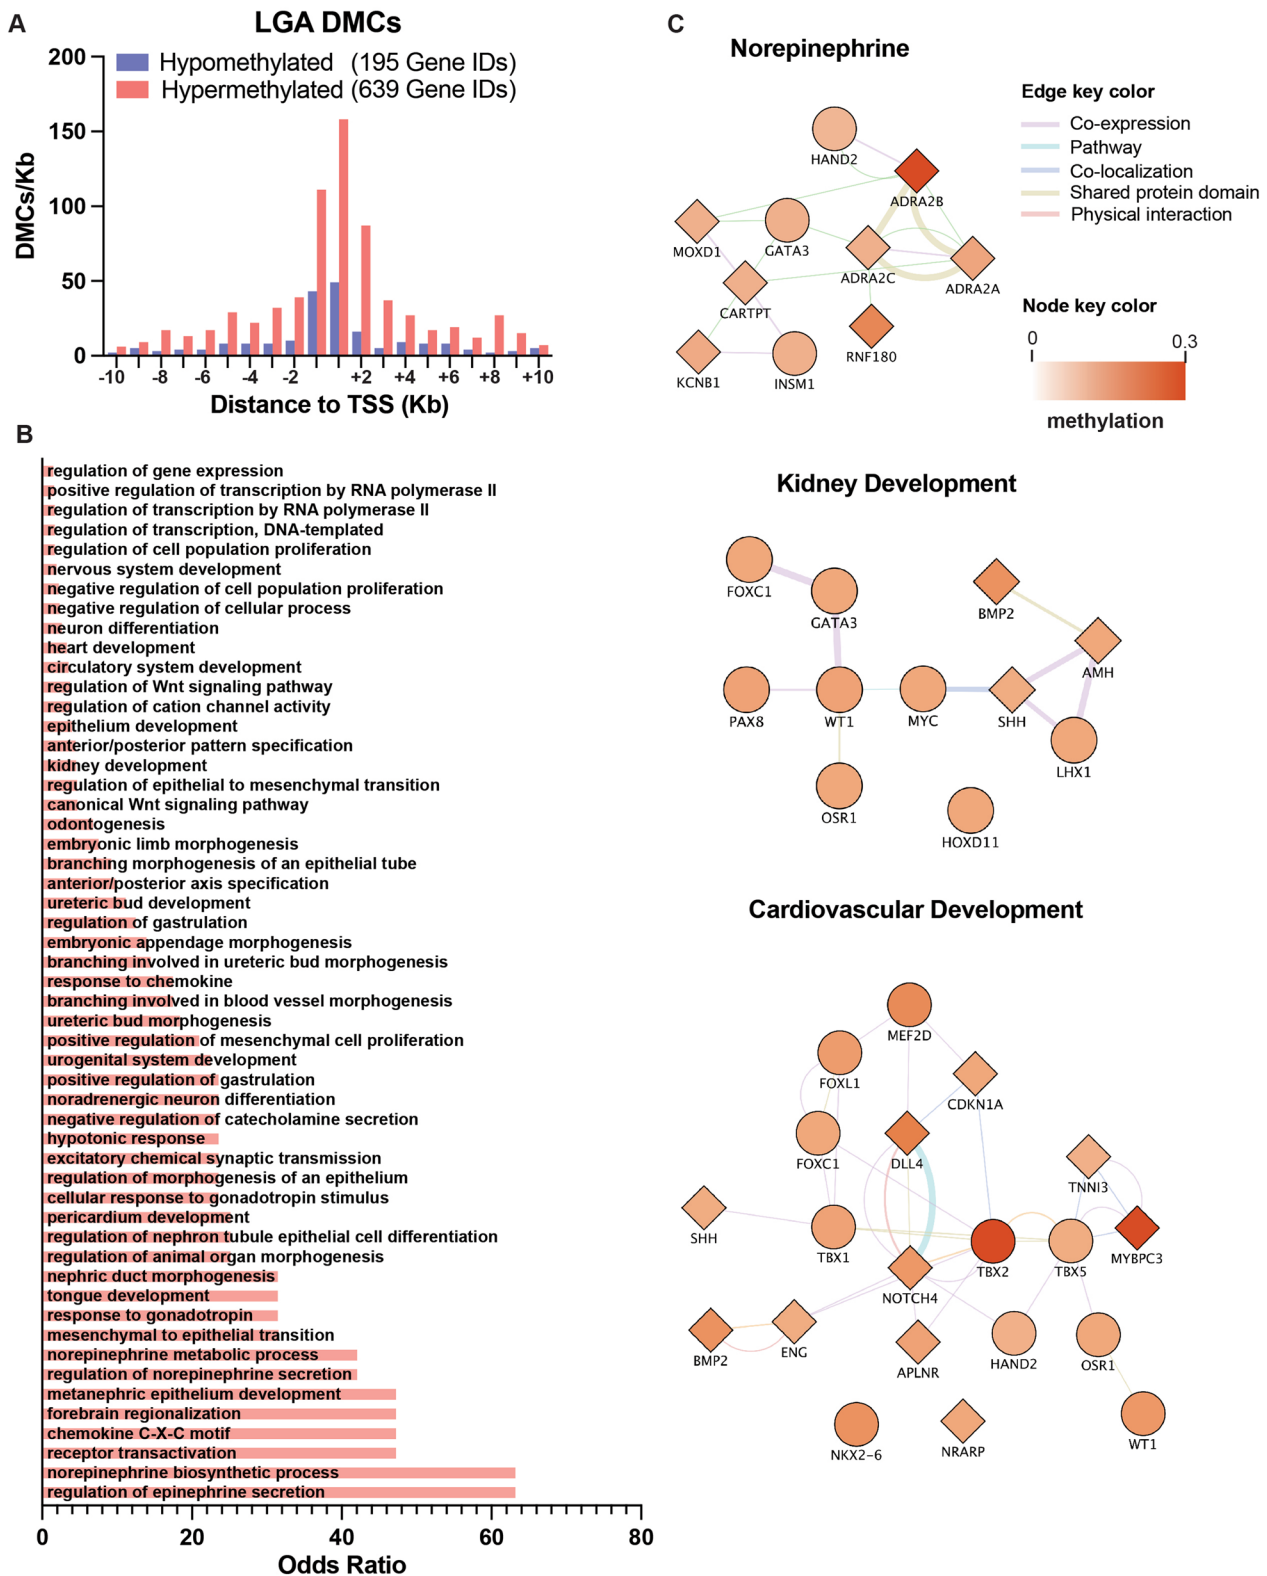 A
LGA DMCs
Hypomethylated (195 Gene IDs)
Hypermethylated (639 Gene IDs)
200
150
100
50
0
DMCs/Kb
-10 -8 -6 -4 -2 +2 +4 +6 +8 +10
Distance to TSS (Kb)
B
regulation of gene expression
positive regulation of transcription by RNA polymerase II
regulation of transcription by RNA polymerase II
regulation of transcription, DNA-templated
regulation of cell population proliferation
nervous system development
negative regulation of cell population proliferation
negative regulation of cellular process
neuron differentiation
heart development
circulatory system development
regulation of Wnt signaling pathway
regulation of cation channel activity
epithelium development
anterior/posterior pattern specification
kidney development
regulation of epithelial to mesenchymal transition
canonical Wnt signaling pathway
odontogenesis
embryonic limb morphogenesis
branching morphogenesis of an epithelial tube
anterior/posterior axis specification
ureteric bud development
regulation of gastrulation
embryonic appendage morphogenesis
branching involved in ureteric bud morphogenesis
response to chemokine
branching involved in blood vessel morphogenesis
ureteric bud morphogenesis
positive regulation of mesenchymal cell proliferation
urogenital system development
positive regulation of gastrulation
noradrenergic neuron differentiation
negative regulation of catecholamine secretion
hypotonic response
excitatory chemical synaptic transmission
regulation of morphogenesis of an epithelium
cellular response to gonadotropin stimulus
pericardium development
regulation of nephron tubule epithelial cell differentiation
regulation of animal organ morphogenesis
nephric duct morphogenesis
tongue development
response to gonadotropin
mesenchymal to epithelial transition
norepinephrine metabolic process
regulation of norepinephrine secretion
metanephric epithelium development
forebrain regionalization
chemokine C-X-C motif
receptor transactivation
norepinephrine biosynthetic process
regulation of epinephrine secretion
0 20 40 60 80
Odds Ratio
C
Norepinephrine
HAND2
ADRA2B
MOXD1
GATA3
ADRA2C
ADRA2A
CARTPT
RNF180
KCNB1
INSM1
Edge key color
Co-expression
Pathway
Co-localization
Shared protein domain
Physical interaction
Node key color
0 0.3
methylation
Kidney Development
FOXC1
GATA3
BMP2
AMH
PAX8
WT1
MYC
SHH
LHX1
OSR1
HOXD11
Cardiovascular Development
MEF2D
FOXL1
CDKN1A
FOXC1
DLL4
TNNI3
SHH
TBX1
TBX2
TBX5
MYBPC3
NOTCH4
BMP2
ENG
APLNR
HAND2
OSR1
NKX2-6
NRARP
WT1